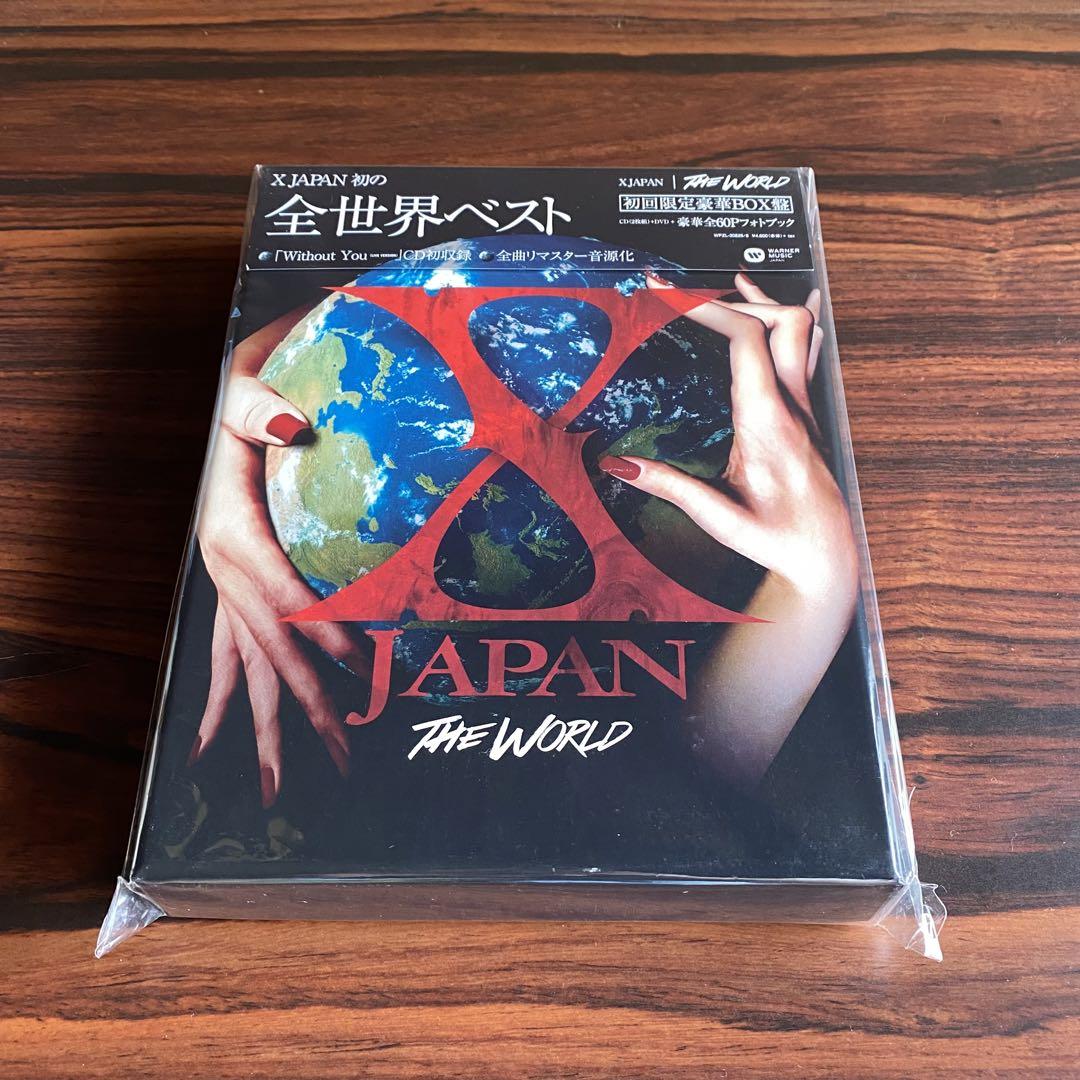 X JAPAN 初の
全世界ベスト
「Without You (LIVE VERSION)」CD初収録 全曲リマスター音源化
X JAPAN | THE WORLD
初回限定豪華BOX盤
CD(2枚組)+DVD+豪華全60Pフォトブック
WARNER MUSIC JAPAN
X
JAPAN
THE WORLD